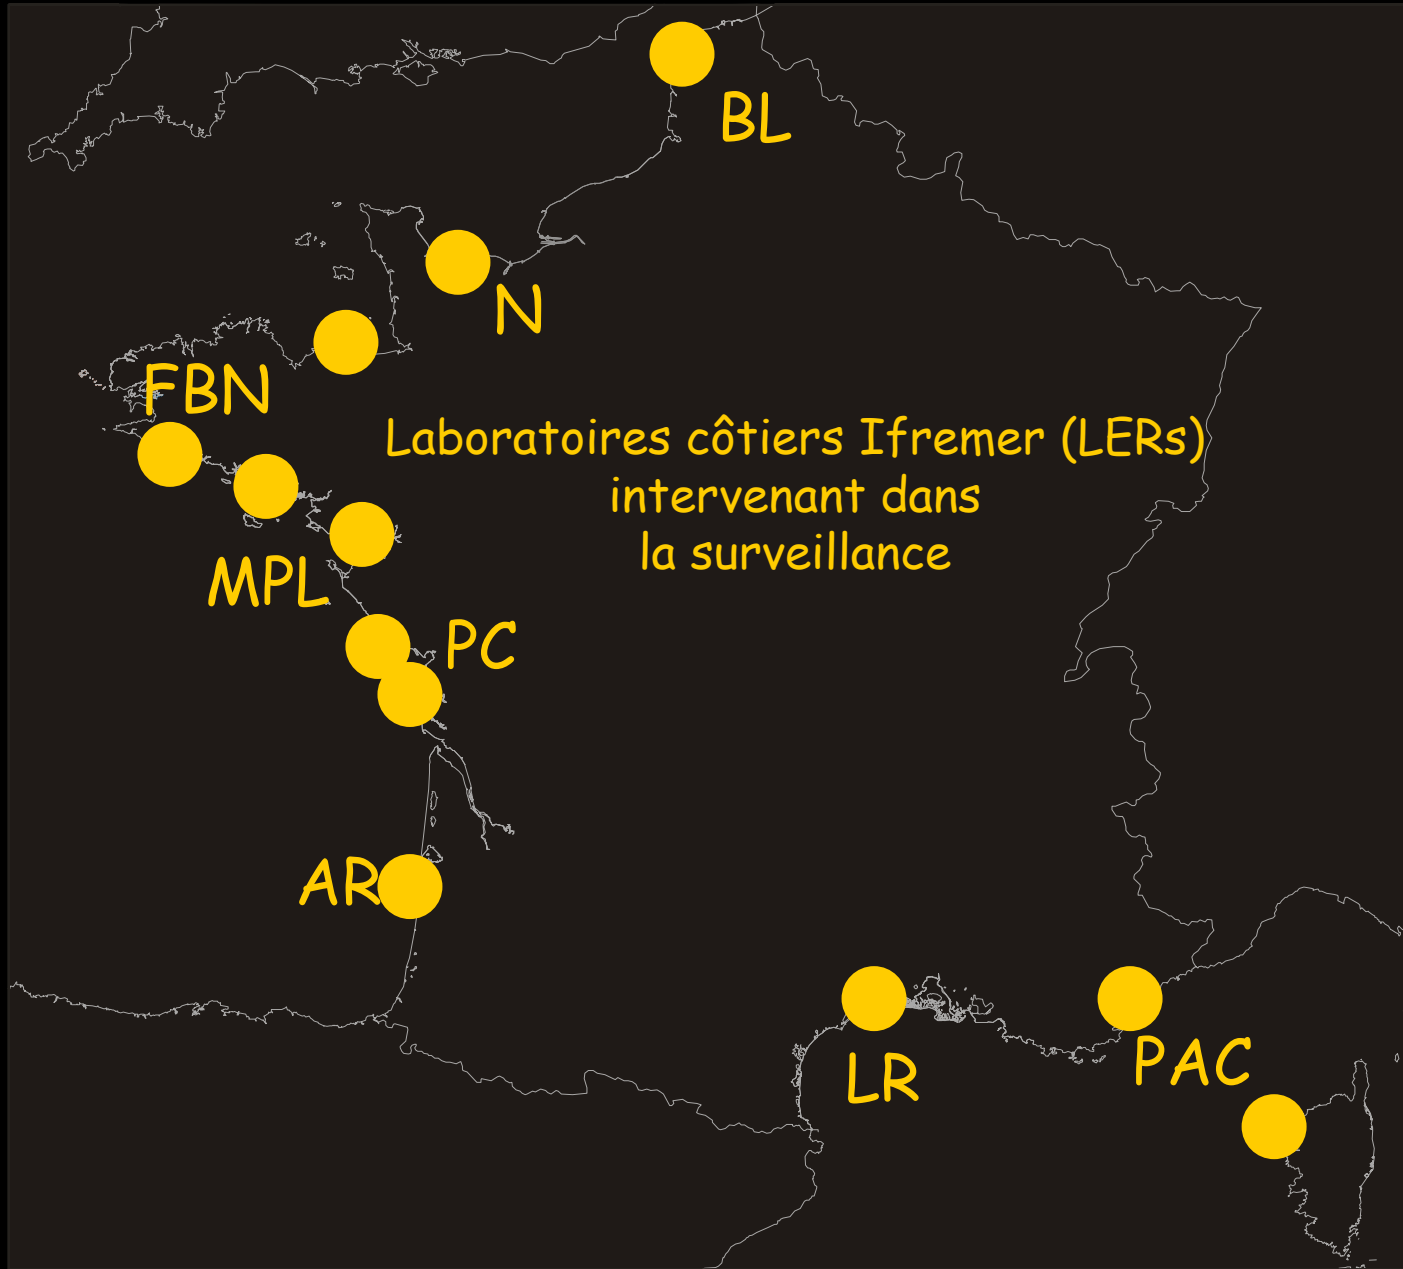 BL
N
FBN
Laboratoires côtiers Ifremer (LERs)
intervenant dans
la surveillance
MPL
PC
AR
LR
PAC